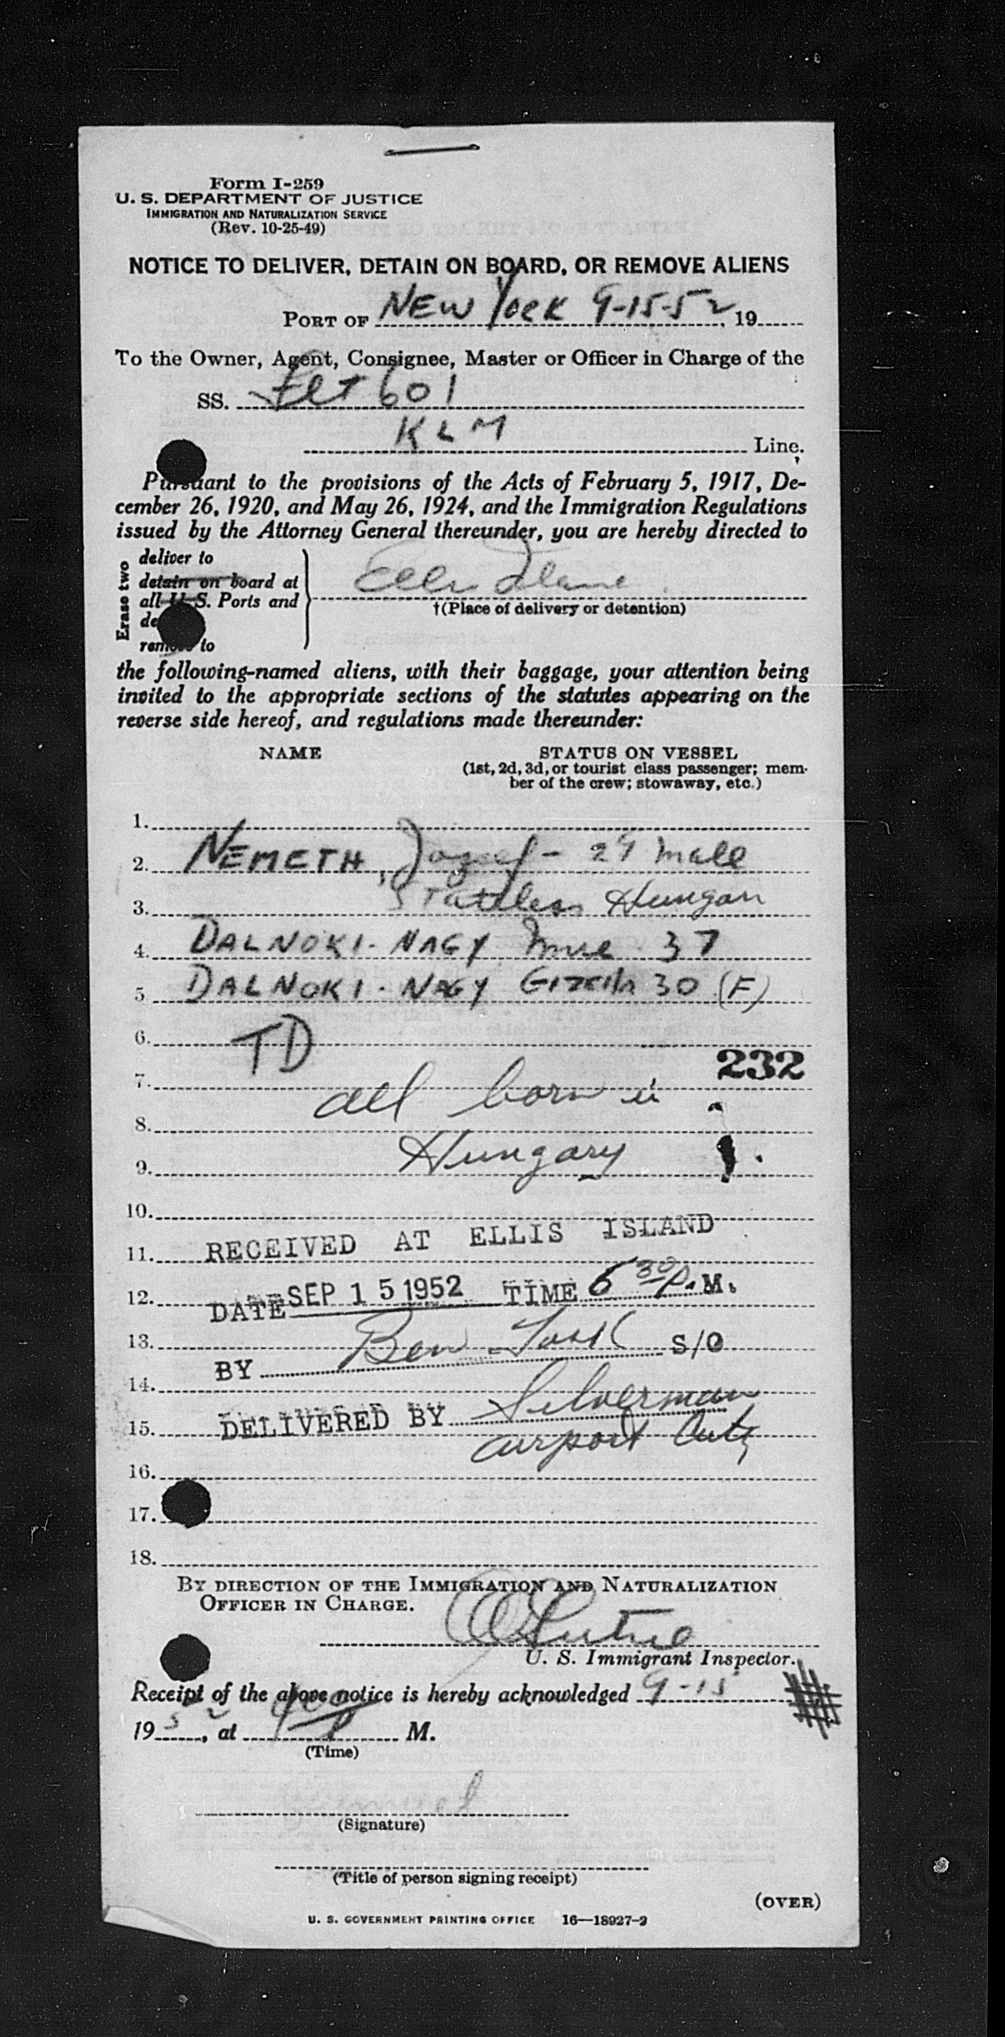 Form I-259
U. S. DEPARTMENT OF JUSTICE
IMMIGRATION AND NATURALIZATION SERVICE
(Rev. 10-25-49)
NOTICE TO DELIVER, DETAIN ON BOARD, OR REMOVE ALIENS
PORT OF NEW York 9-15-52, 19
To the Owner, Agent, Consignee, Master or Officer in Charge of the
SS. Flt 601
KLM Line,
Pursuant to the provisions of the Acts of February 5, 1917, De-
cember 26, 1920, and May 26, 1924, and the Immigration Regulations
issued by the Attorney General thereunder, you are hereby directed to
Erase two
deliver to
detain on board at
all U. S. Ports and
remove to
Ellis Island
†(Place of delivery or detention)
the following-named aliens, with their baggage, your attention being
invited to the appropriate sections of the statutes appearing on the
reverse side hereof, and regulations made thereunder:
NAME STATUS ON VESSEL
(1st, 2d, 3d, or tourist class passenger; mem-
ber of the crew; stowaway, etc.)
1.
2. NEMETH, Jozsef - 29 male
3. Stateless Hungan
4. DALNOKI-NAGY 37
5. DALNOKI-NAGY Gizella 30 (F)
6. TD
232
7. all born in
8.
9. Hungary
10.
11. RECEIVED AT ELLIS ISLAND
12. DATE SEP 15 1952 TIME 6 30 P.M.
13. BY Ben S/O
14.
15. DELIVERED BY Silverman
airport
16.
17.
18.
BY DIRECTION OF THE IMMIGRATION AND NATURALIZATION
OFFICER IN CHARGE.
U. S. Immigrant Inspector.
Receipt of the above notice is hereby acknowledged 9-15
1952, at M.
(Time)
(Signature)
(Title of person signing receipt)
(OVER)
U. S. GOVERNMENT PRINTING OFFICE 16—18927-2